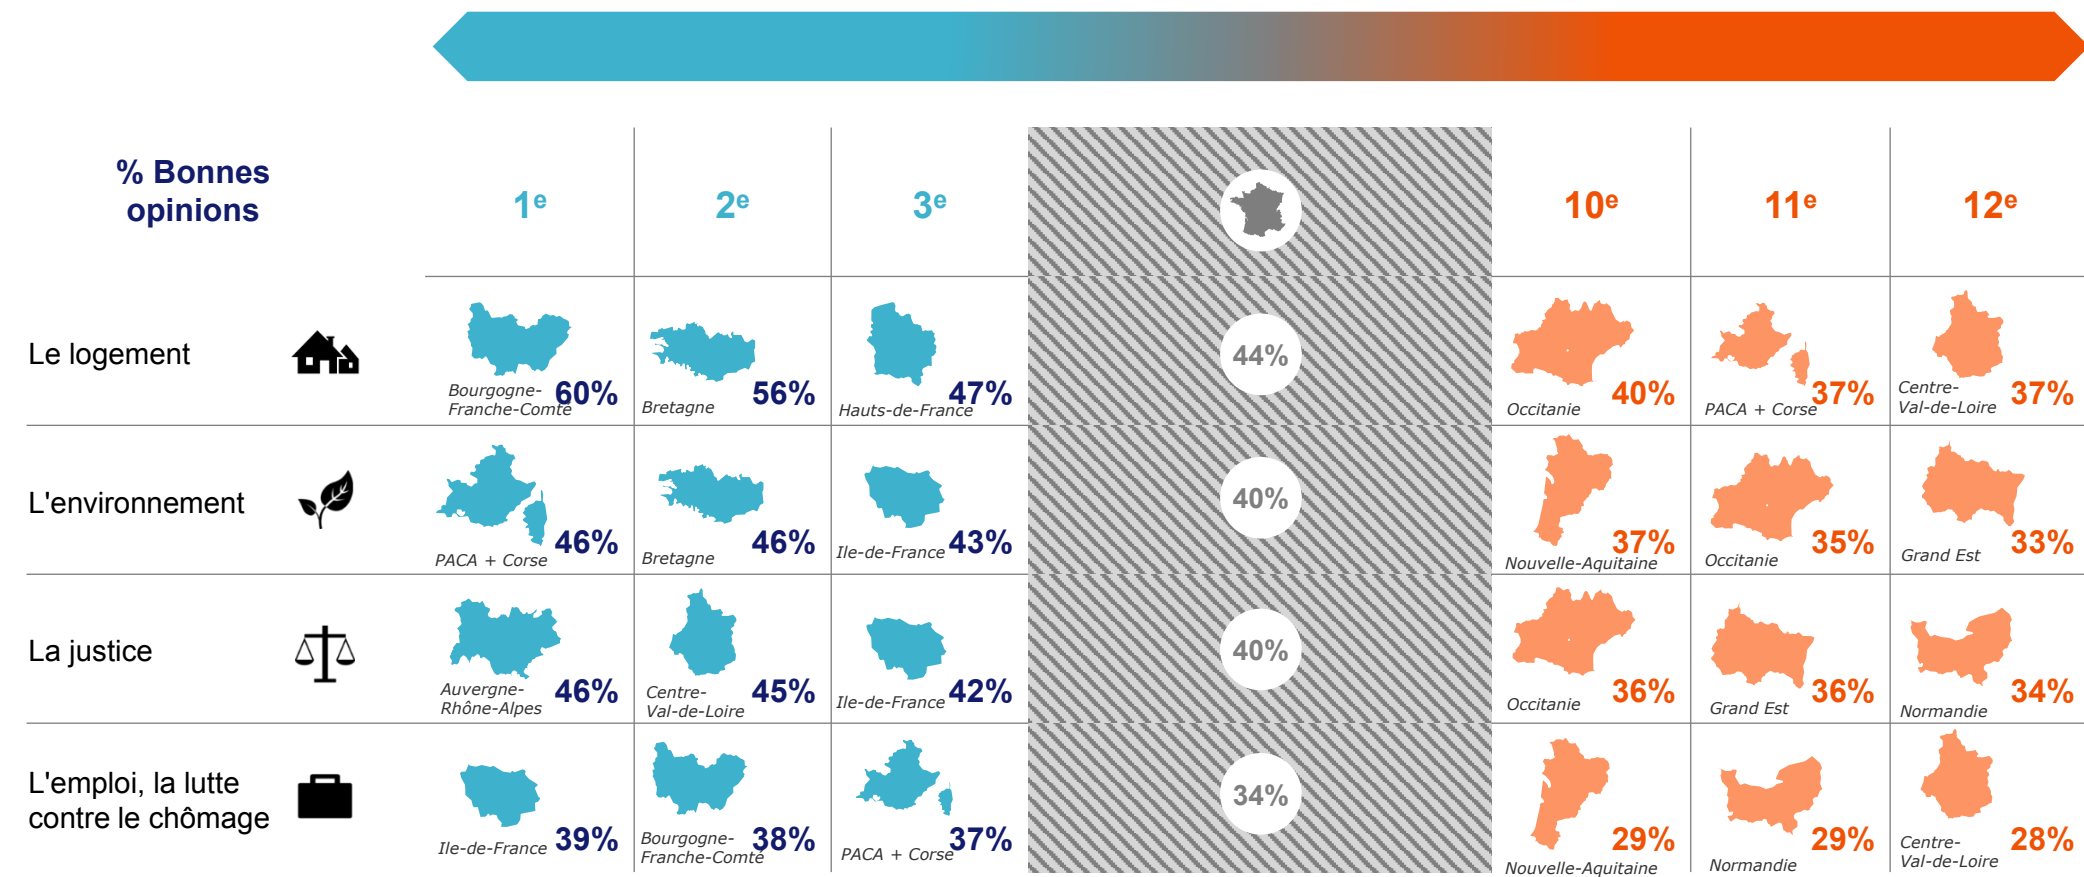 % Bonnes
opinions
1e
2e
3e
10e
11e
12e
Le logement
Bourgogne-
Franche-Comté
60%
Bretagne
56%
Hauts-de-France
47%
44%
Occitanie
40%
PACA + Corse
37%
Centre-
Val-de-Loire
37%
L'environnement
PACA + Corse
46%
Bretagne
46%
Ile-de-France
43%
40%
Nouvelle-Aquitaine
37%
Occitanie
35%
Grand Est
33%
La justice
Auvergne-
Rhône-Alpes
46%
Centre-
Val-de-Loire
45%
Ile-de-France
42%
40%
Occitanie
36%
Grand Est
36%
Normandie
34%
L'emploi, la lutte
contre le chômage
Ile-de-France
39%
Bourgogne-
Franche-Comté
38%
PACA + Corse
37%
34%
Nouvelle-Aquitaine
29%
Normandie
29%
Centre-
Val-de-Loire
28%